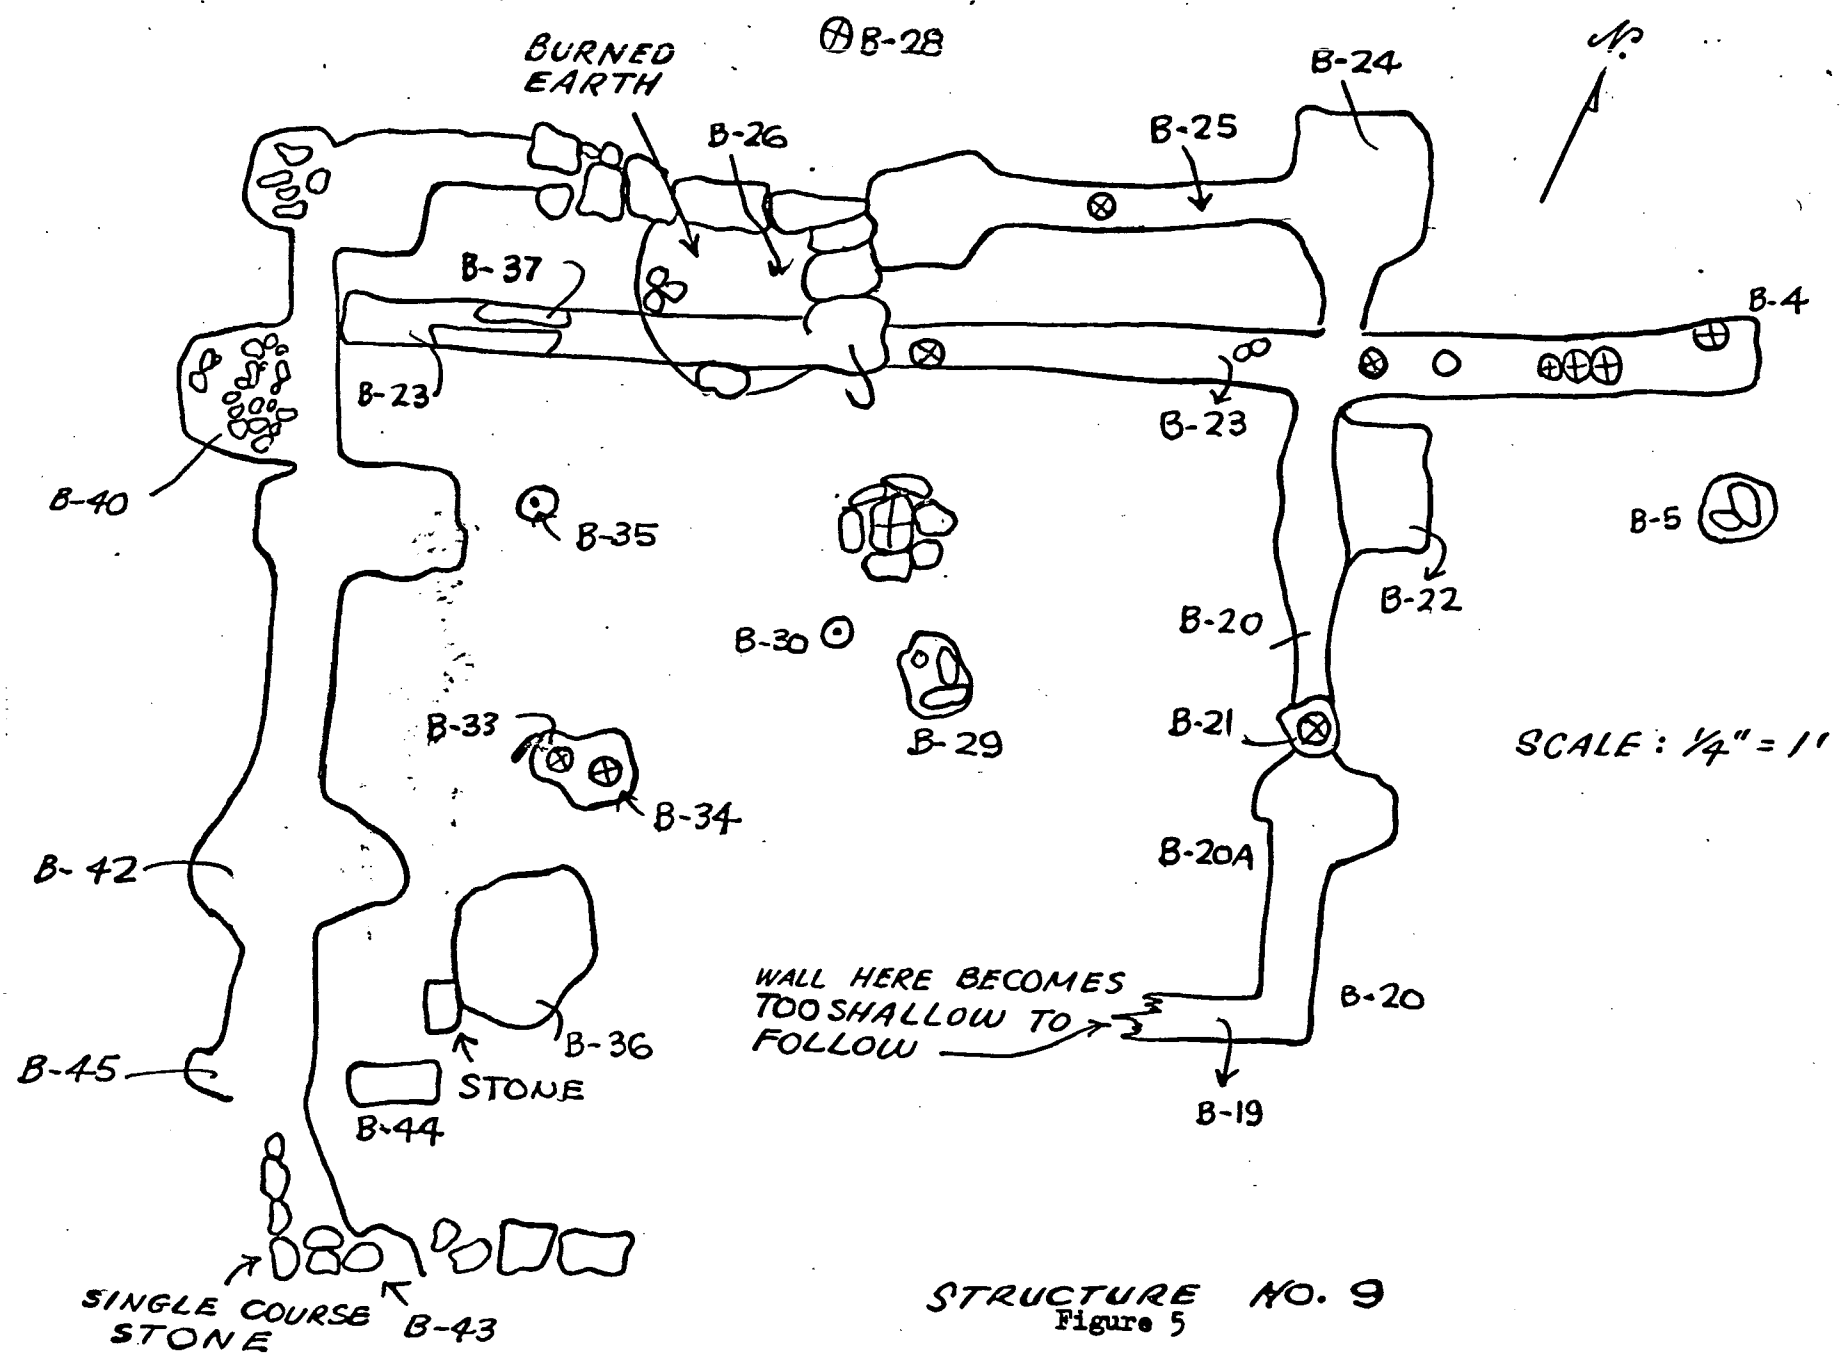 B-28
BURNED
EARTH
N.
B-24
B-26
B-25
B-37
B-4
B-23
B-23
B-40
B-35
B-5
B-22
B-20
B-30
B-33
B-21
B-29
SCALE: 1/4" = 1'
B-34
B-20A
B-42
WALL HERE BECOMES
TOO SHALLOW TO
FOLLOW
B-20
B-36
B-45
STONE
B-19
B-44
SINGLE COURSE
STONE
B-43
STRUCTURE NO. 9
Figure 5